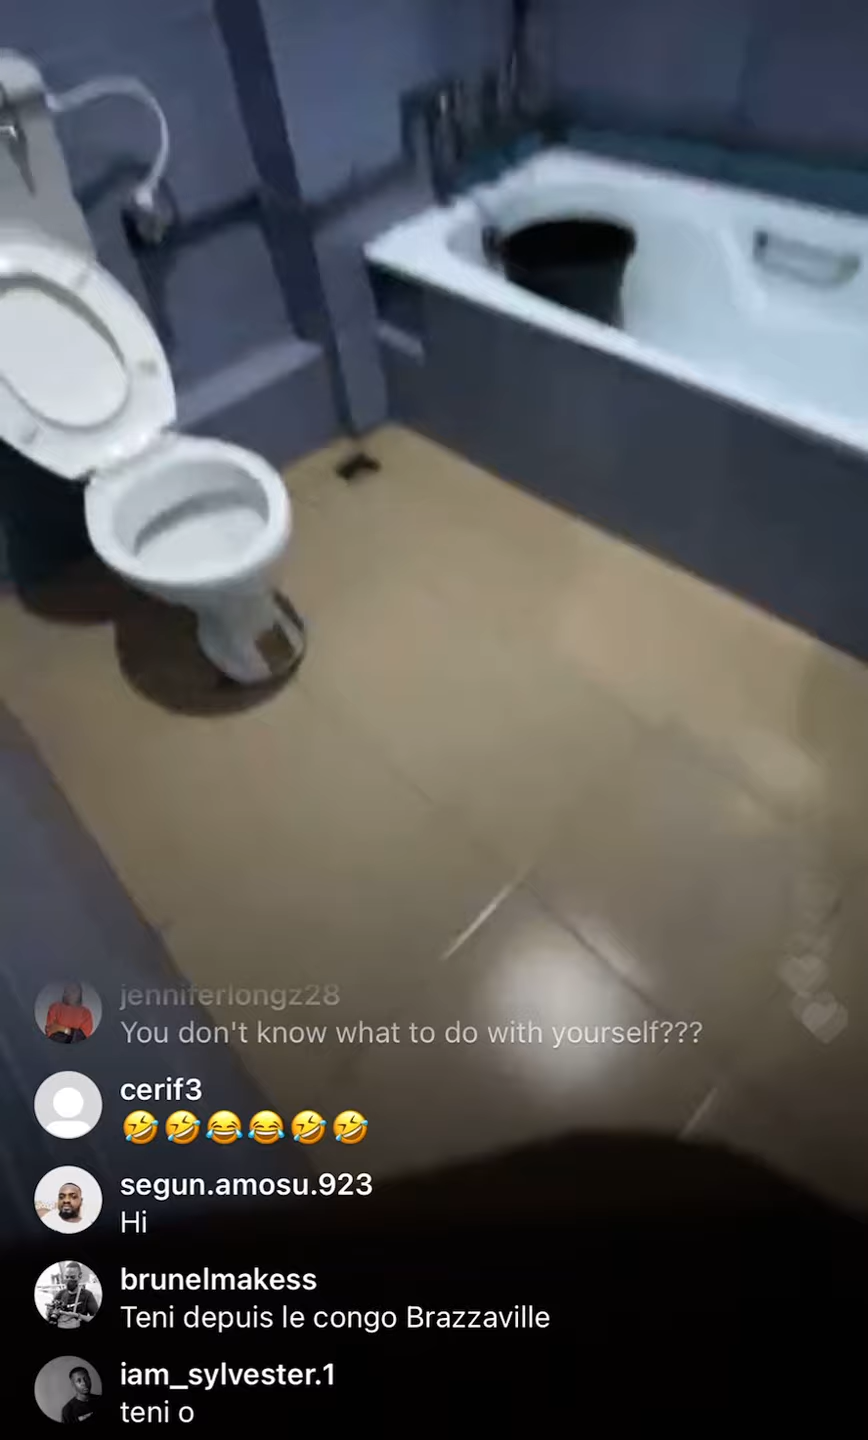 jenniferlongz28
You don't know what to do with yourself???
cerif3
🤣🤣😂😂🤣🤣
segun.amosu.923
Hi
brunelmakess
Teni depuis le congo Brazzaville
iam_sylvester.1
teni o